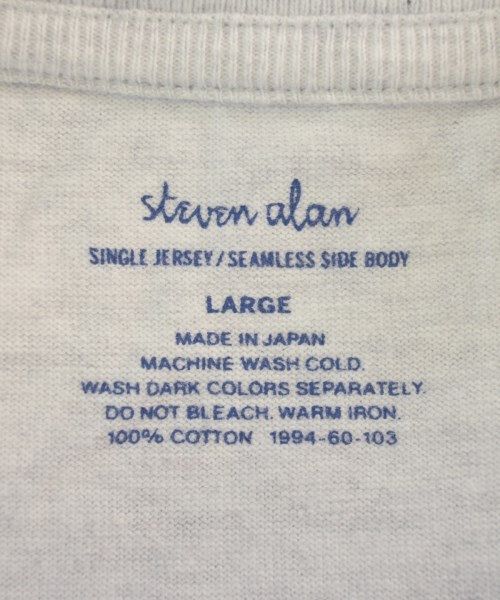 steven alan
SINGLE JERSEY/SEAMLESS SIDE BODY
LARGE
MADE IN JAPAN
MACHINE WASH COLD.
WASH DARK COLORS SEPARATELY.
DO NOT BLEACH. WARM IRON.
100% COTTON 1994-60-103